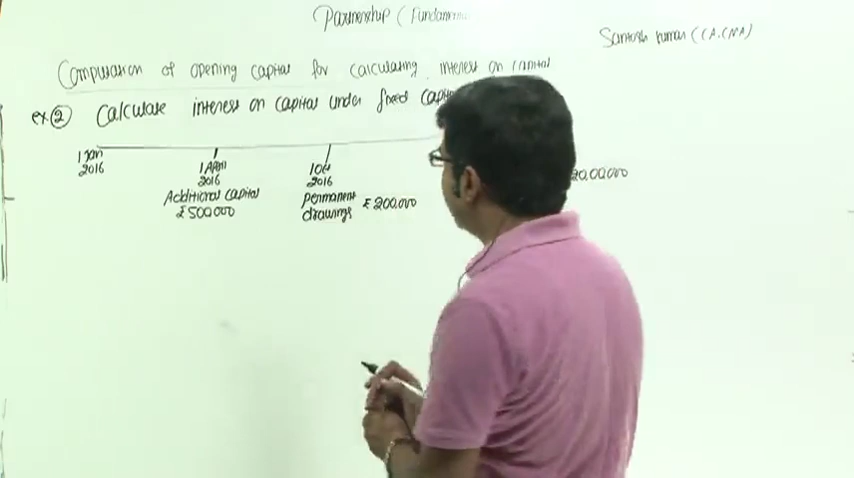 Partnership (Fundamental
Santosh Kumar (CA.CMA)
Computation of opening capital for calculating interest on capital
ex ② Calculate interest on capital under fixed capital
1 Jan
2016
1 April
2016
Additional capital
₹ 500000
1 Oct
2016
Permanent
drawings
₹ 200,000
20,00,000